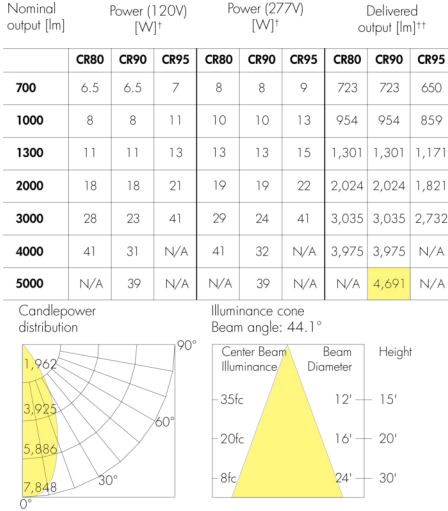 Nominal output [lm] Power (120V) [W]† Power (277V) [W]† Delivered output [lm]††
CR80 CR90 CR95 CR80 CR90 CR95 CR80 CR90 CR95
700 6.5 6.5 7 8 8 9 723 723 650
1000 8 8 11 10 10 13 954 954 859
1300 11 11 13 13 13 15 1,301 1,301 1,171
2000 18 18 21 19 19 22 2,024 2,024 1,821
3000 28 23 41 29 24 41 3,035 3,035 2,732
4000 41 31 N/A 41 32 N/A 3,975 3,975 N/A
5000 N/A 39 N/A N/A 39 N/A N/A 4,691 N/A
Candlepower
distribution
90°
1,962
3,925
60°
5,886
30°
7,848
0°
Illuminance cone
Beam angle: 44.1°
Center Beam Illuminance Beam Diameter Height
35fc 12' 15'
20fc 16' 20'
8fc 24' 30'